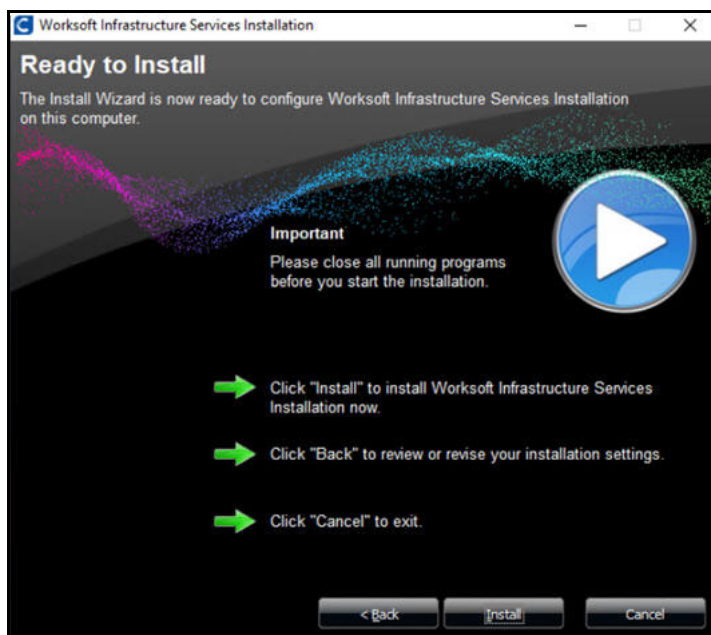 Worksoft Infrastructure Services Installation
Ready to Install
The Install Wizard is now ready to configure Worksoft Infrastructure Services Installation
on this computer.
Important
Please close all running programs
before you start the installation.
Click "Install" to install Worksoft Infrastructure Services
Installation now.
Click "Back" to review or revise your installation settings.
Click "Cancel" to exit.
< Back
Install
Cancel